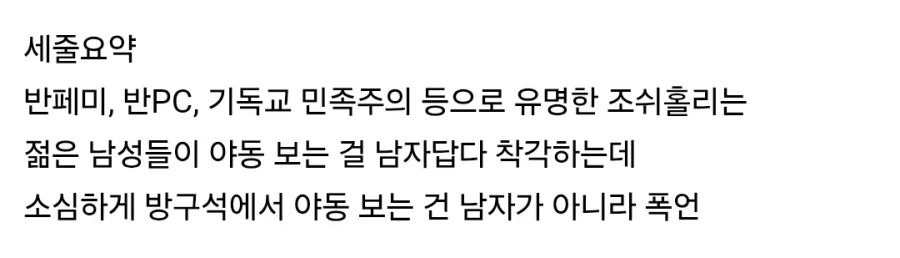 세줄요약
반페미, 반PC, 기독교 민족주의 등으로 유명한 조쉬홀리는
젊은 남성들이 야동 보는 걸 남자답다 착각하는데
소심하게 방구석에서 야동 보는 건 남자가 아니라 폭언